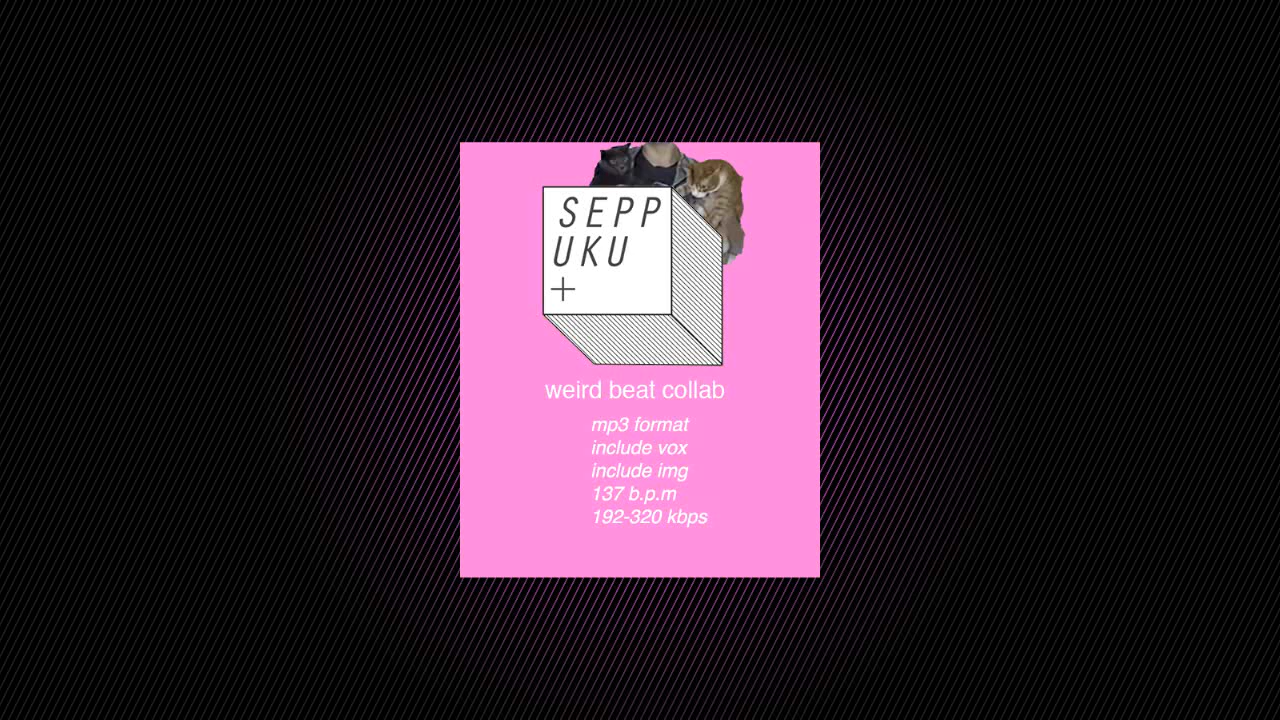 SEPP
UKU
+
weird beat collab
mp3 format
include vox
include img
137 b.p.m
192-320 kbps